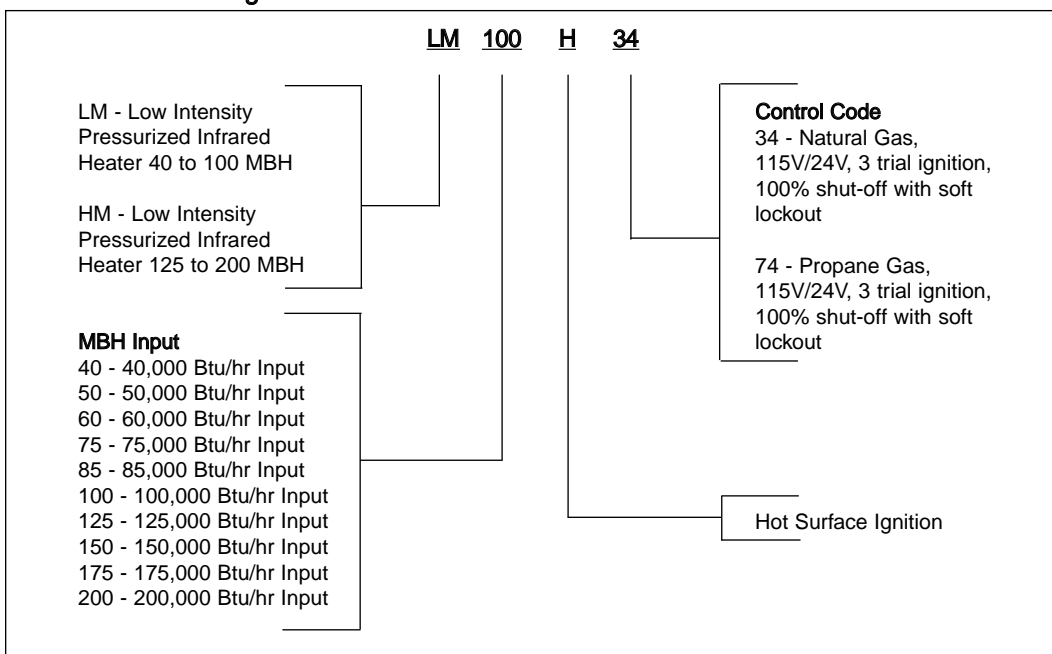 LM 100 H 34
LM - Low Intensity
Pressurized Infrared
Heater 40 to 100 MBH
HM - Low Intensity
Pressurized Infrared
Heater 125 to 200 MBH
MBH Input
40 - 40,000 Btu/hr Input
50 - 50,000 Btu/hr Input
60 - 60,000 Btu/hr Input
75 - 75,000 Btu/hr Input
85 - 85,000 Btu/hr Input
100 - 100,000 Btu/hr Input
125 - 125,000 Btu/hr Input
150 - 150,000 Btu/hr Input
175 - 175,000 Btu/hr Input
200 - 200,000 Btu/hr Input
Control Code
34 - Natural Gas,
115V/24V, 3 trial ignition,
100% shut-off with soft
lockout
74 - Propane Gas,
115V/24V, 3 trial ignition,
100% shut-off with soft
lockout
Hot Surface Ignition